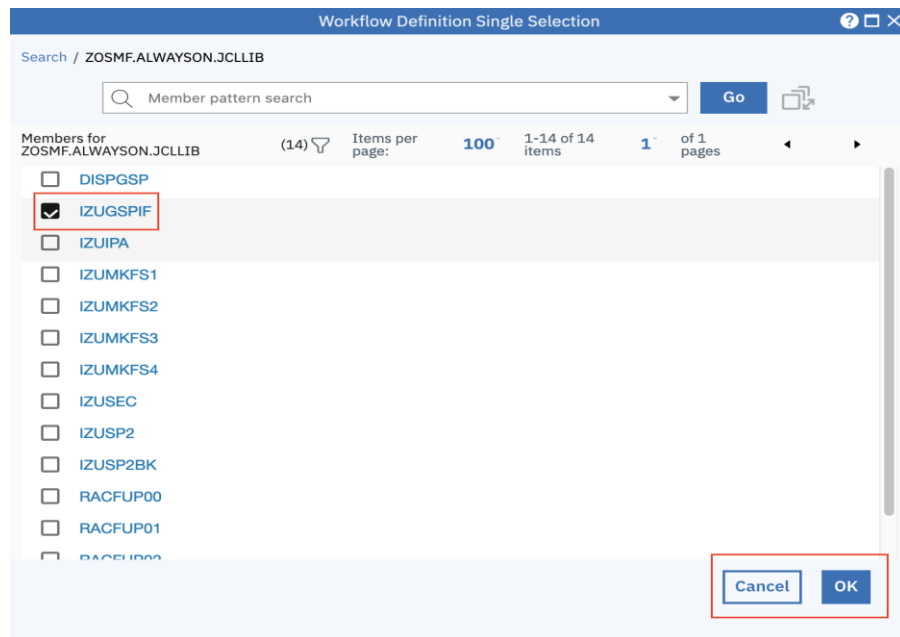 Workflow Definition Single Selection
Search / ZOSMF.ALWAYSON.JCLLIB
Member pattern search
Go
Members for
ZOSMF.ALWAYSON.JCLLIB
(14)
Items per
page:
100
1-14 of 14
items
1
of 1
pages
DISPGSP
IZUGSPIF
IZUIPA
IZUMKFS1
IZUMKFS2
IZUMKFS3
IZUMKFS4
IZUSEC
IZUSP2
IZUSP2BK
RACFUP00
RACFUP01
RACFUP02
Cancel
OK